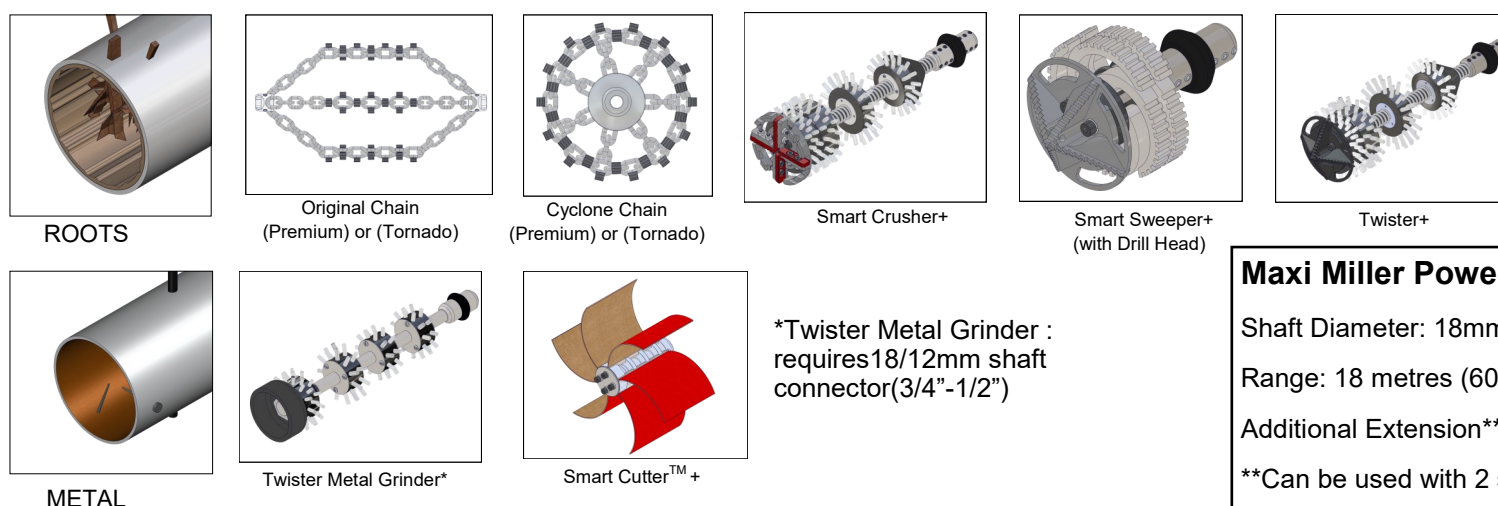 ROOTS
Original Chain
(Premium) or (Tornado)
Cyclone Chain
(Premium) or (Tornado)
Smart Crusher+
Smart Sweeper+
(with Drill Head)
Twister+
METAL
Twister Metal Grinder*
Smart Cutter™ +
*Twister Metal Grinder :
requires18/12mm shaft
connector(3/4”-1/2”)
Maxi Miller Powe
Shaft Diameter: 18mm
Range: 18 metres (60
Additional Extension**
**Can be used with 2